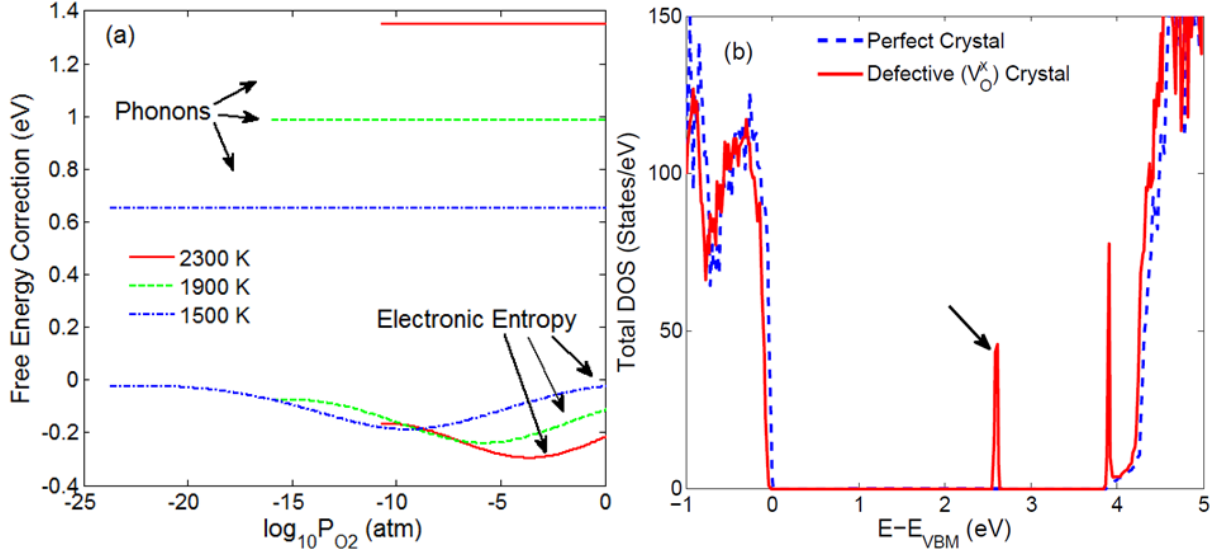 (a)
1.4
1.2
1
0.8
0.6
0.4
0.2
0
-0.2
-0.4
Free Energy Correction (eV)
Phonons
2300 K
1900 K
1500 K
Electronic Entropy
-25
-20
-15
-10
-5
0
log₁₀P_O2 (atm)
(b)
150
100
50
0
Total DOS (States/eV)
Perfect Crystal
Defective (V_O^x) Crystal
−1
0
1
2
3
4
5
E−E_VBM (eV)